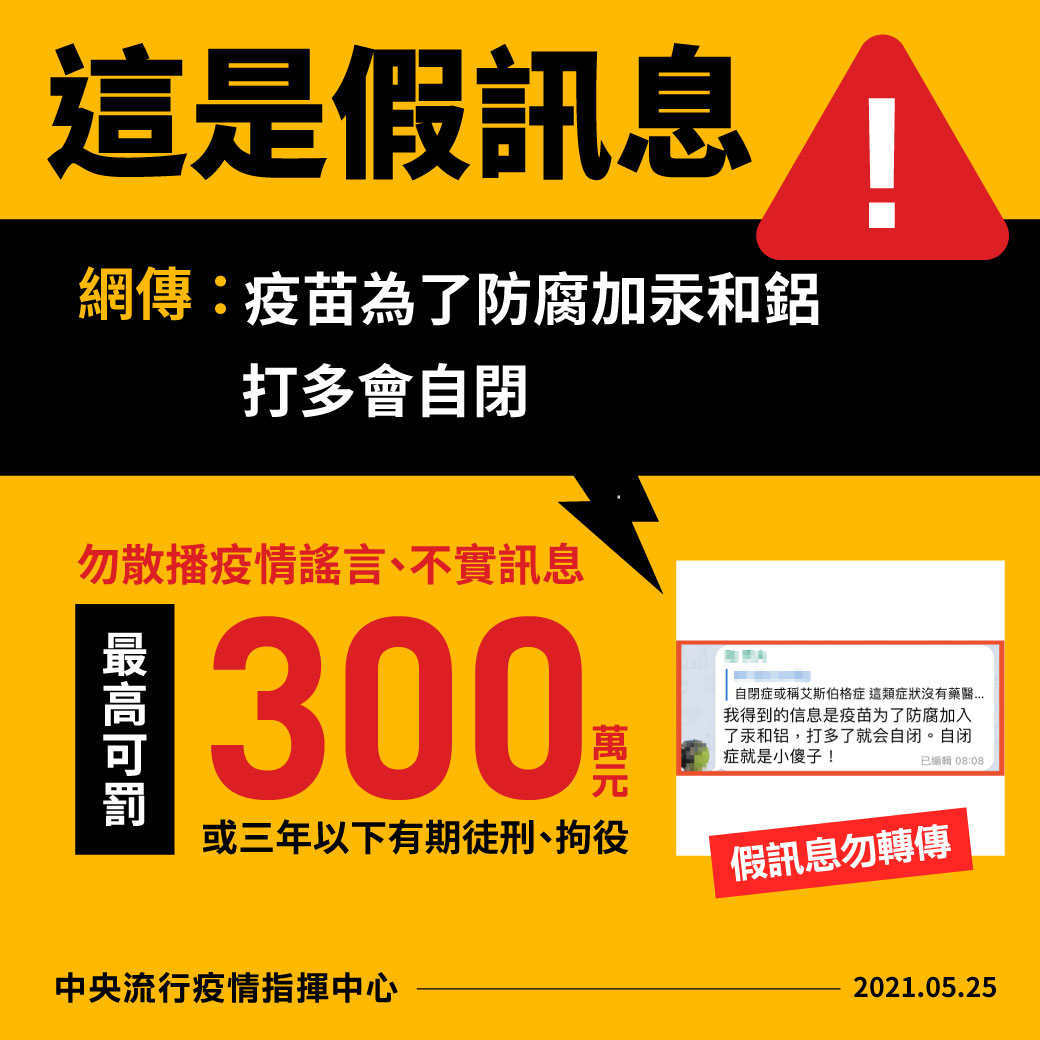 這是假訊息
網傳：疫苗為了防腐加汞和鋁
打多會自閉
勿散播疫情謠言、不實訊息
最高可罰
300萬元
或三年以下有期徒刑、拘役
自閉症或稱艾斯伯格症 這類症狀沒有藥醫...
我得到的信息是疫苗为了防腐加入
了汞和铝，打多了就会自闭。自闭
症就是小傻子！
已編輯 08:08
假訊息勿轉傳
中央流行疫情指揮中心
2021.05.25